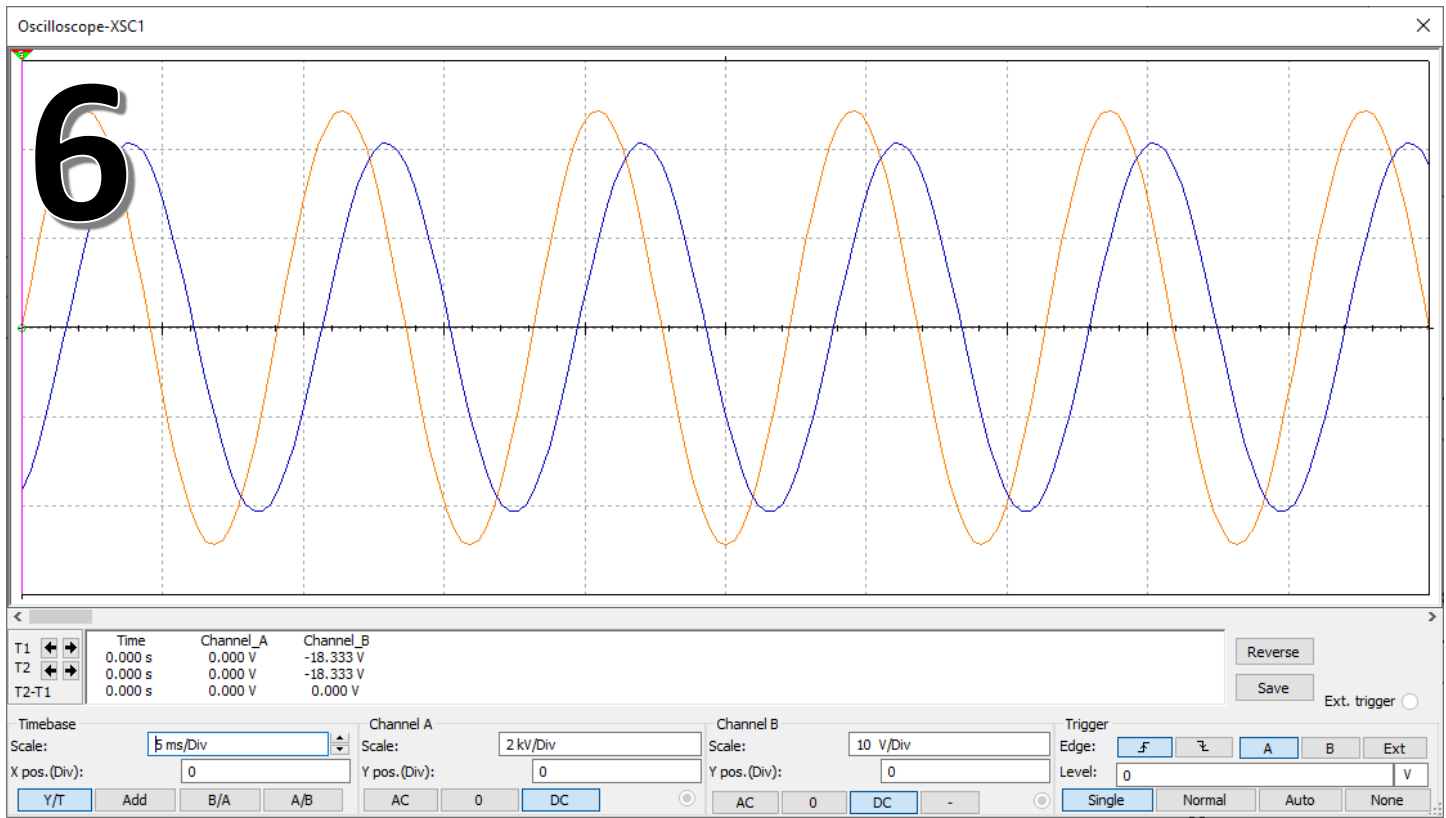 Oscilloscope-XSC1
6
T1
T2
T2-T1
Time Channel_A Channel_B
0.000 s 0.000 V -18.333 V
0.000 s 0.000 V -18.333 V
0.000 s 0.000 V 0.000 V
Reverse
Save
Ext. trigger
Timebase
Scale: 5 ms/Div
X pos.(Div): 0
Y/T Add B/A A/B
Channel A
Scale: 2 kV/Div
Y pos.(Div): 0
AC 0 DC
Channel B
Scale: 10 V/Div
Y pos.(Div): 0
AC 0 DC -
Trigger
Edge: A B Ext
Level: 0 V
Single Normal Auto None